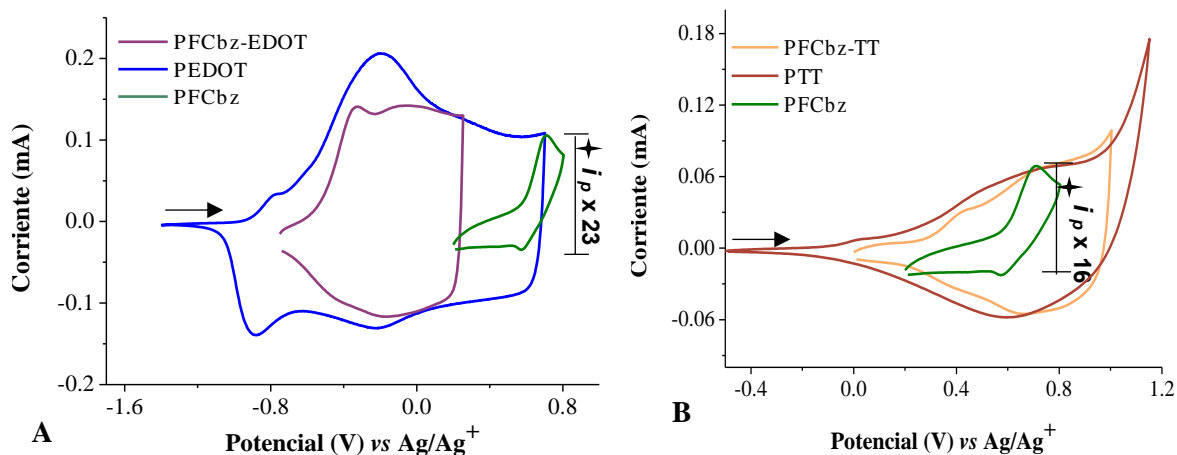 PFCbz-EDOT
PEDOT
PFCbz
0.2
0.1
0.0
-0.1
-0.2
Corriente (mA)
-1.6
-0.8
0.0
0.8
Potencial (V) vs Ag/Ag+
i p x 23
A
PFCbz-TT
PTT
PFCbz
0.18
0.12
0.06
0.00
-0.06
Corriente (mA)
-0.4
0.0
0.4
0.8
1.2
Potencial (V) vs Ag/Ag+
i p x 16
B